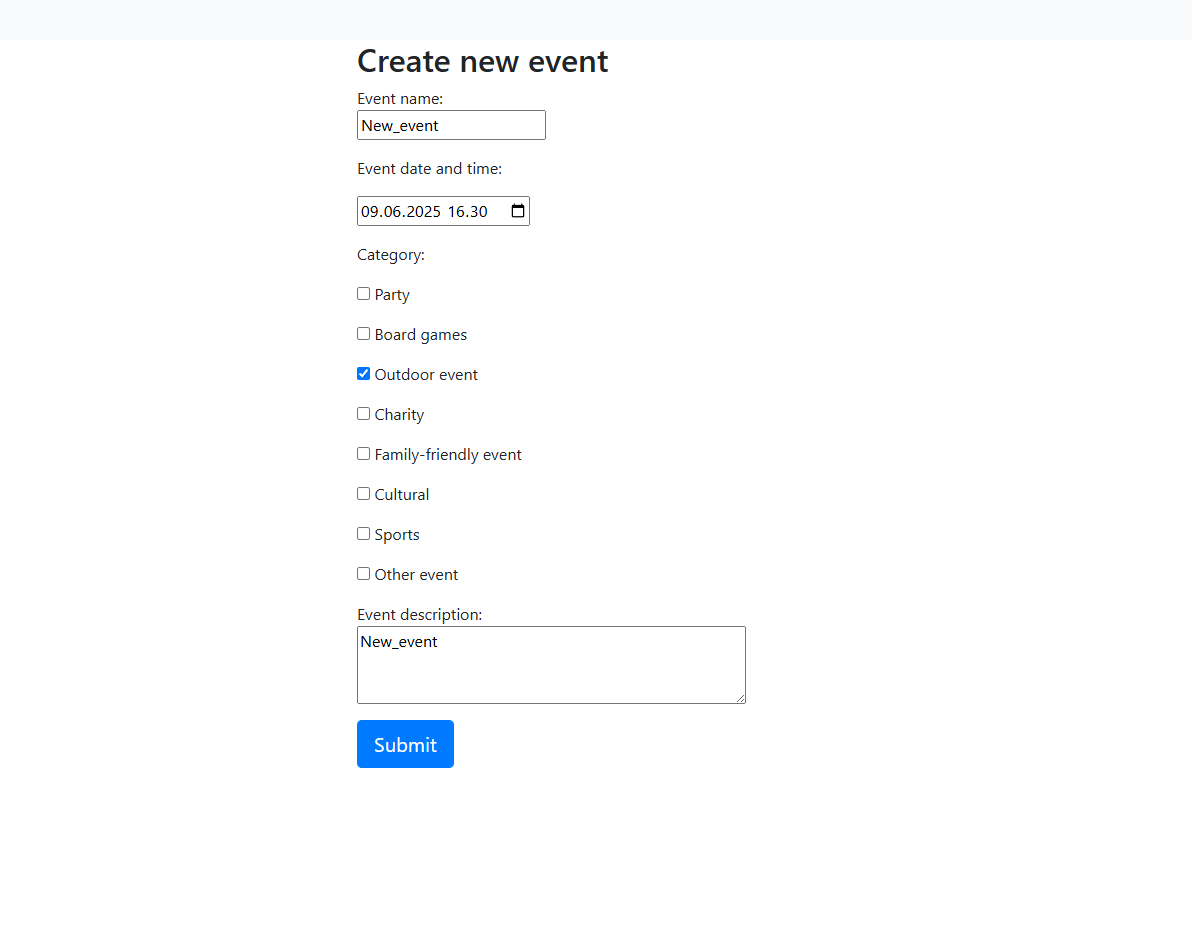 Create new event
Event name:
New_event
Event date and time:
09.06.2025 16.30
Category:
Party
Board games
Outdoor event
Charity
Family-friendly event
Cultural
Sports
Other event
Event description:
New_event
Submit